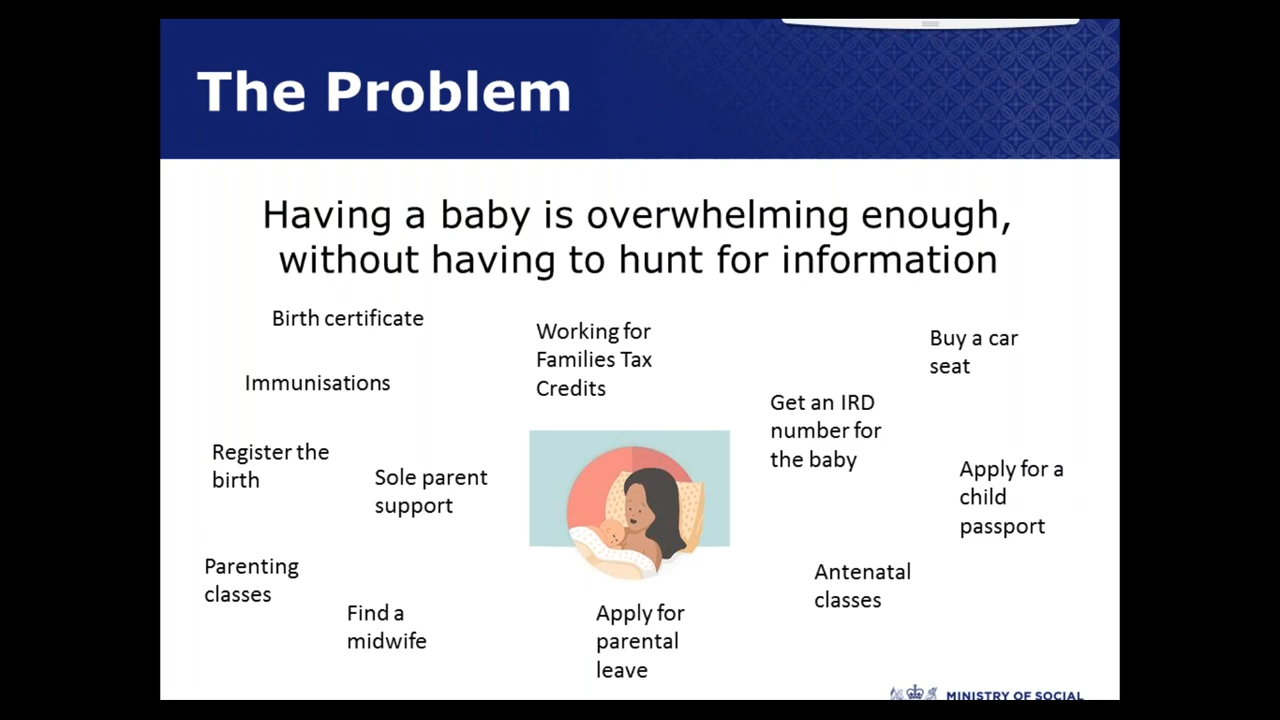 The Problem
Having a baby is overwhelming enough,
without having to hunt for information
Birth certificate
Working for
Families Tax
Credits
Buy a car
seat
Immunisations
Get an IRD
number for
the baby
Register the
birth
Sole parent
support
Apply for a
child
passport
Parenting
classes
Antenatal
classes
Find a
midwife
Apply for
parental
leave
MINISTRY OF SOCIAL